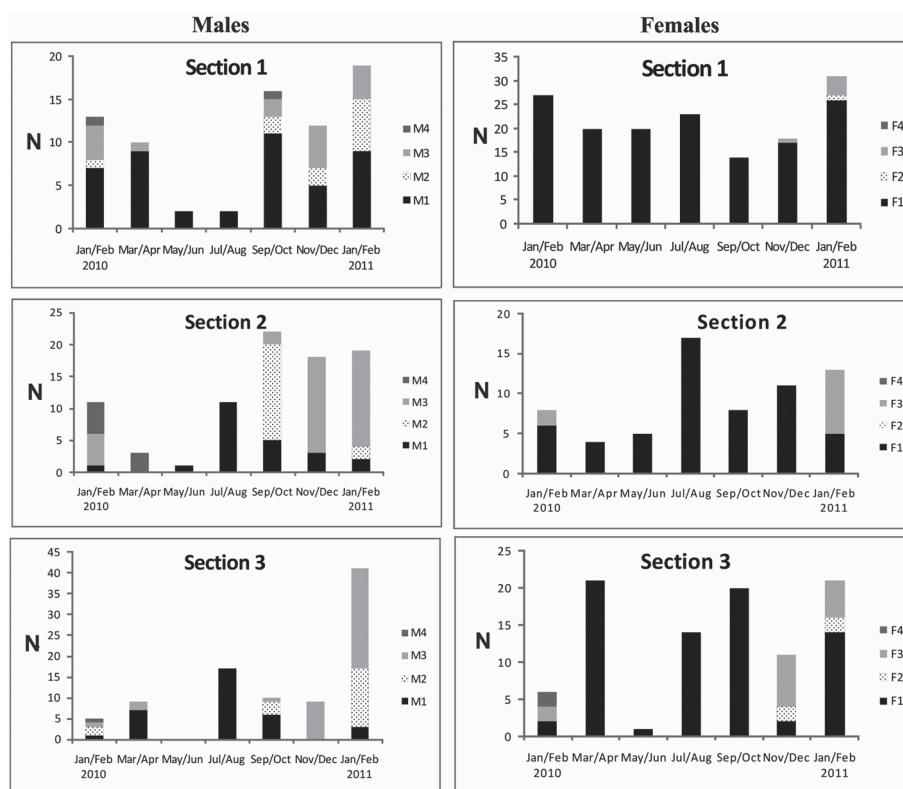 Males
Females
Section 1
N
20
15
10
5
0
Jan/Feb 2010 Mar/Apr May/Jun Jul/Aug Sep/Oct Nov/Dec Jan/Feb 2011
M4
M3
M2
M1
Section 1
N
35
30
25
20
15
10
5
0
Jan/Feb 2010 Mar/Apr May/Jun Jul/Aug Sep/Oct Nov/Dec Jan/Feb 2011
F4
F3
F2
F1
Section 2
N
25
20
15
10
5
0
Jan/Feb 2010 Mar/Apr May/Jun Jul/Aug Sep/Oct Nov/Dec Jan/Feb 2011
M4
M3
M2
M1
Section 2
N
20
15
10
5
0
Jan/Feb 2010 Mar/Apr May/Jun Jul/Aug Sep/Oct Nov/Dec Jan/Feb 2011
F4
F3
F2
F1
Section 3
N
45
40
35
30
25
20
15
10
5
0
Jan/Feb 2010 Mar/Apr May/Jun Jul/Aug Sep/Oct Nov/Dec Jan/Feb 2011
M4
M3
M2
M1
Section 3
N
25
20
15
10
5
0
Jan/Feb 2010 Mar/Apr May/Jun Jul/Aug Sep/Oct Nov/Dec Jan/Feb 2011
F4
F3
F2
F1